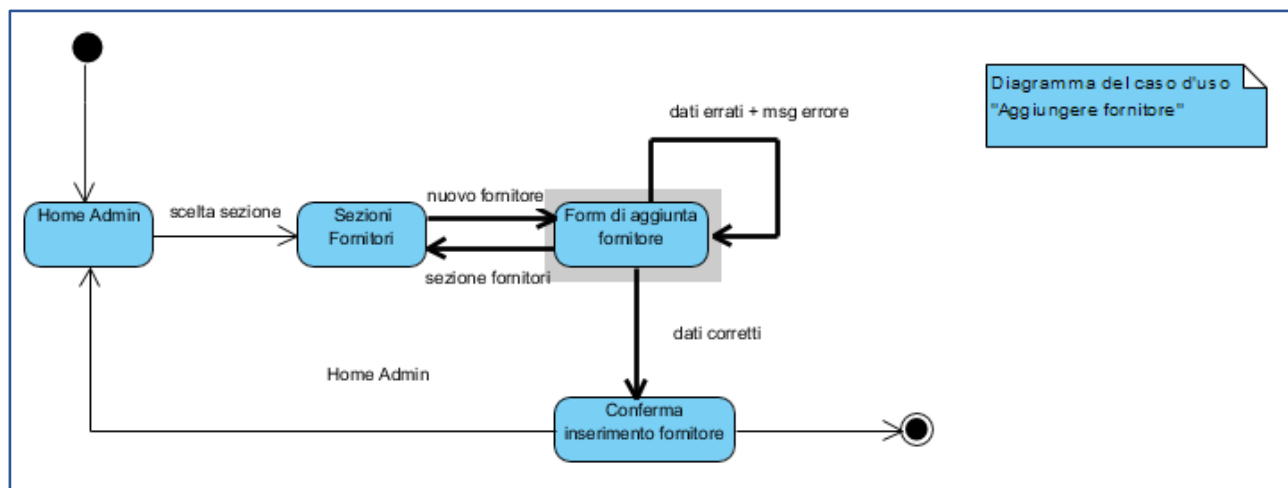 Diagramma del caso d'uso
"Aggiungere fornitore"
dati errati + msg errore
nuovo fornitore
Home Admin
scelta sezione
Sezioni
Fornitori
Form di aggiunta
fornitore
sezione fornitori
dati corretti
Home Admin
Conferma
inserimento fornitore